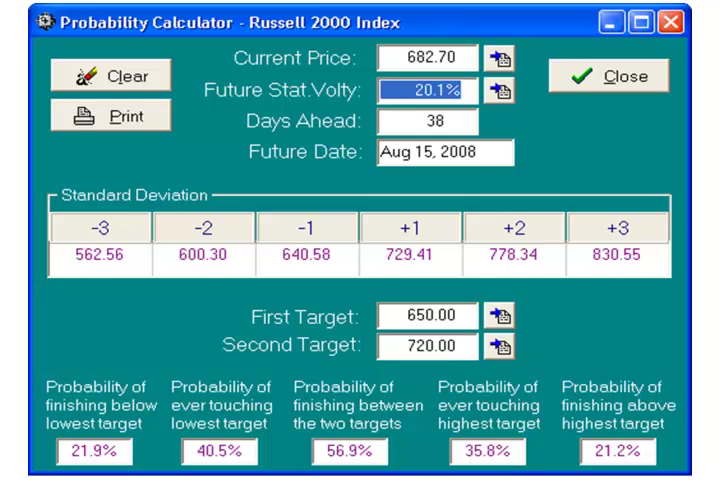 Probability Calculator - Russell 2000 Index
Clear
Print
Current Price: 682.70
Future Stat.Volty: 20.1%
Days Ahead: 38
Future Date: Aug 15, 2008
Close
Standard Deviation
-3 -2 -1 +1 +2 +3
562.56 600.30 640.58 729.41 778.34 830.55
First Target: 650.00
Second Target: 720.00
Probability of
finishing below
lowest target
21.9%
Probability of
ever touching
lowest target
40.5%
Probability of
finishing between
the two targets
56.9%
Probability of
ever touching
highest target
35.8%
Probability of
finishing above
highest target
21.2%